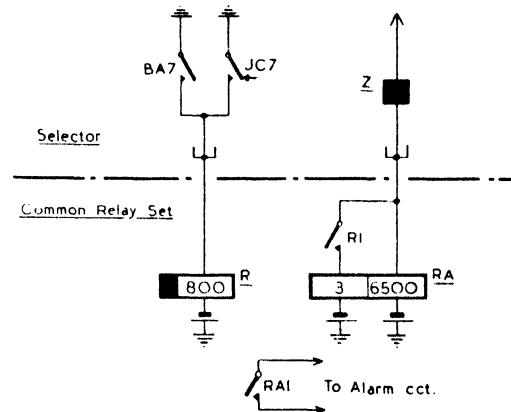 BA7
JC7
Z
Selector
Common Relay Set
R1
R
800
3
6500
RA
RA1
To Alarm cct.